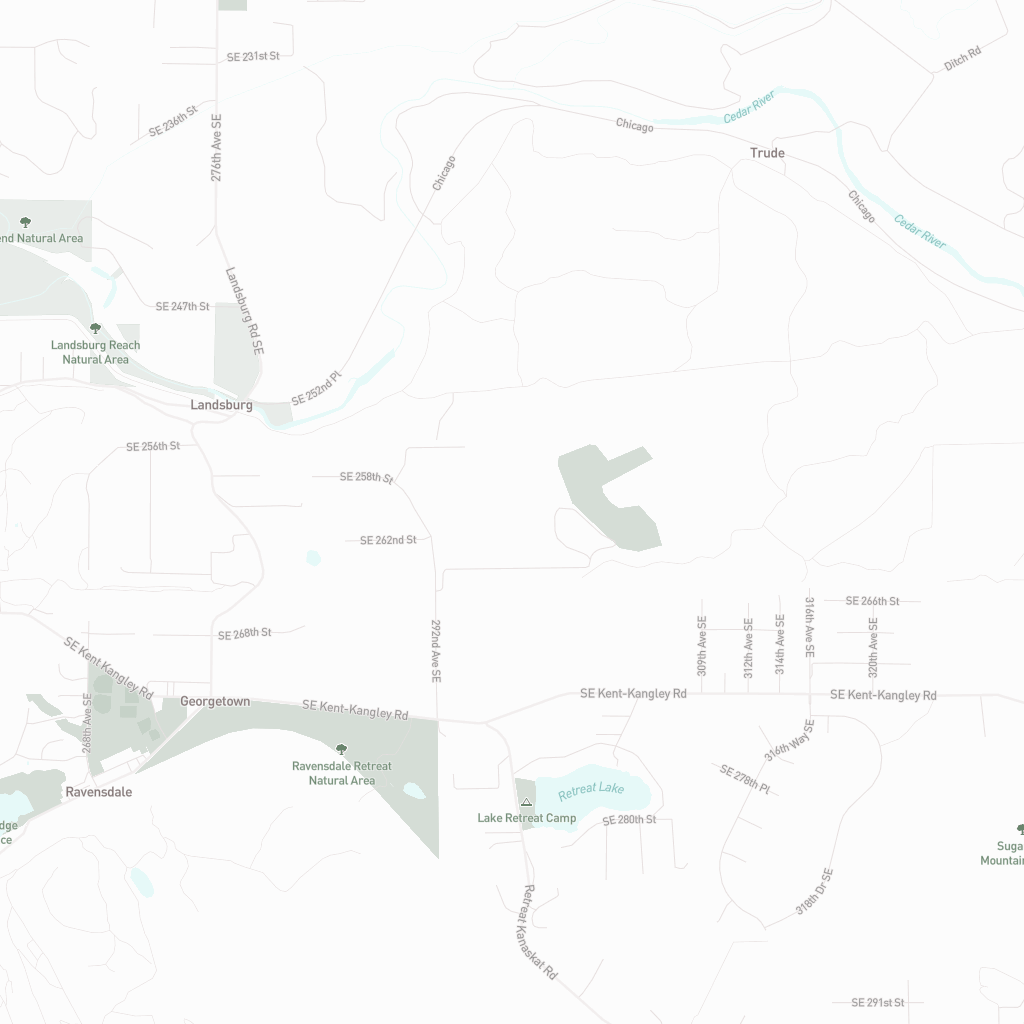 SE 231st St
Ditch Rd
Cedar River
SE 236th St
276th Ave SE
Chicago
Trude
Chicago
Chicago
Cedar River
end Natural Area
SE 247th St
Landsburg Rd SE
Landsburg Reach
Natural Area
SE 252nd Pl
Landsburg
SE 256th St
SE 258th St
SE 262nd St
SE 266th St
316th Ave SE
320th Ave SE
309th Ave SE
312th Ave SE
314th Ave SE
SE 268th St
292nd Ave SE
SE Kent Kangley Rd
Georgetown
SE Kent-Kangley Rd
SE Kent-Kangley Rd
SE Kent-Kangley Rd
268th Ave SE
316th Way SE
Ravensdale Retreat
Natural Area
SE 278th Pl
Ravensdale
Retreat Lake
Lake Retreat Camp
SE 280th St
dge
ce
Suga
Mountain
318th Dr SE
Retreat Kanaskat Rd
SE 291st St